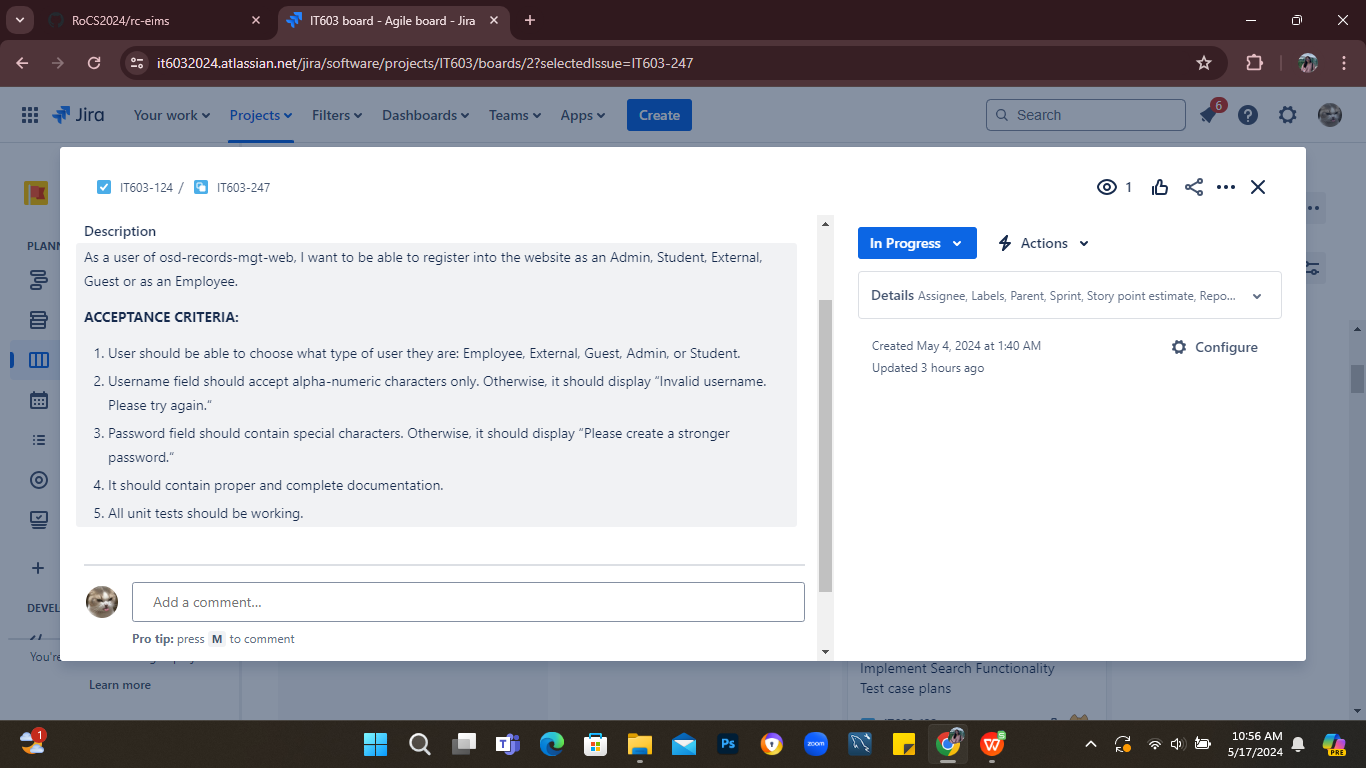 RoCS2024/rc-eims
IT603 board - Agile board - Jira
it6032024.atlassian.net/jira/software/projects/IT603/boards/2?selectedIssue=IT603-247
Jira
Your work
Projects
Filters
Dashboards
Teams
Apps
Create
Search
6
IT603-124 / IT603-247
1
PLANN
Description
As a user of osd-records-mgt-web, I want to be able to register into the website as an Admin, Student, External,
Guest or as an Employee.
ACCEPTANCE CRITERIA:
1. User should be able to choose what type of user they are: Employee, External, Guest, Admin, or Student.
2. Username field should accept alpha-numeric characters only. Otherwise, it should display “Invalid username.
Please try again.”
3. Password field should contain special characters. Otherwise, it should display “Please create a stronger
password.”
4. It should contain proper and complete documentation.
5. All unit tests should be working.
Add a comment...
Pro tip: press M to comment
In Progress
Actions
Details Assignee, Labels, Parent, Sprint, Story point estimate, Repo...
Created May 4, 2024 at 1:40 AM
Updated 3 hours ago
Configure
DEVEL
You're
Learn more
Implement Search Functionality
Test case plans
1
Ps
zoom
10:56 AM
5/17/2024
PRE